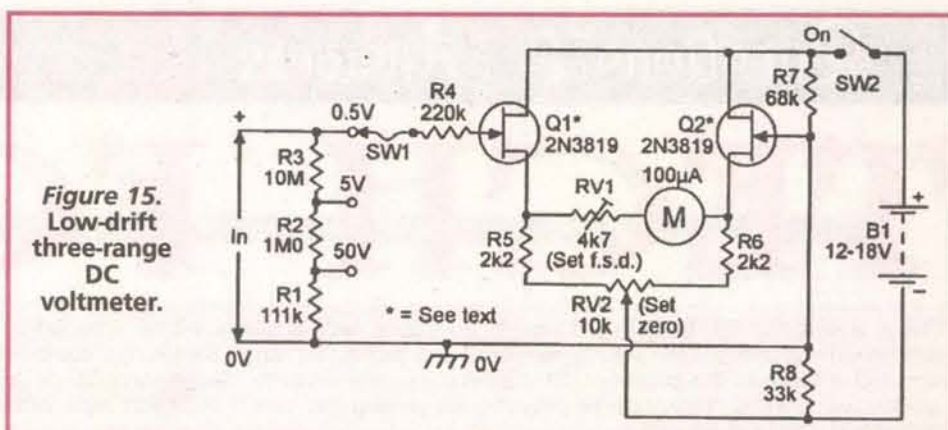 Figure 15.
Low-drift
three-range
DC
voltmeter.
+
In
0V
R3
10M
R2
1M0
R1
111k
0.5V
5V
50V
SW1
R4
220k
Q1*
2N3819
Q2*
2N3819
100µA
M
RV1
4k7
(Set f.s.d.)
R5
2k2
R6
2k2
RV2
10k
(Set
zero)
* = See text
0V
On
SW2
R7
68k
R8
33k
+
B1
12-18V
−